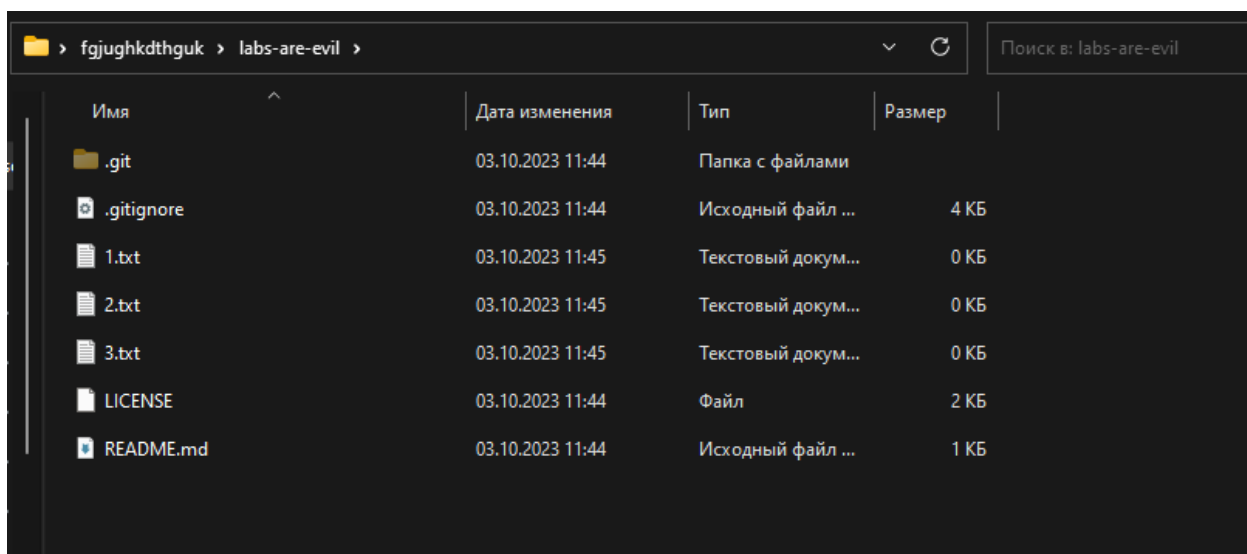 fgjughkdthguk > labs-are-evil >
Поиск в: labs-are-evil
Имя Дата изменения Тип Размер
.git 03.10.2023 11:44 Папка с файлами
.gitignore 03.10.2023 11:44 Исходный файл ... 4 КБ
1.txt 03.10.2023 11:45 Текстовый докум... 0 КБ
2.txt 03.10.2023 11:45 Текстовый докум... 0 КБ
3.txt 03.10.2023 11:45 Текстовый докум... 0 КБ
LICENSE 03.10.2023 11:44 Файл 2 КБ
README.md 03.10.2023 11:44 Исходный файл ... 1 КБ